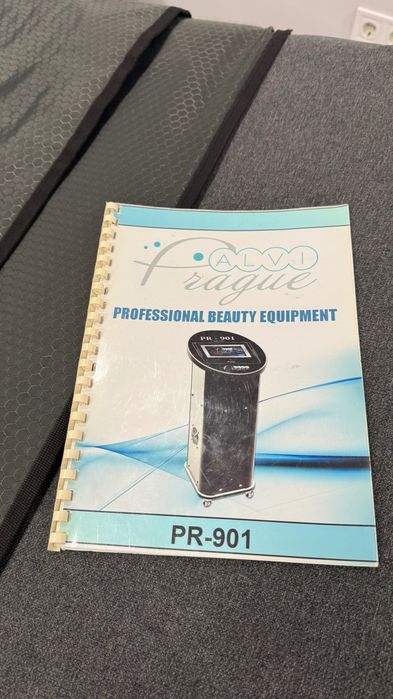 ALVI
Prague
PROFESSIONAL BEAUTY EQUIPMENT
PR - 901
PR-901